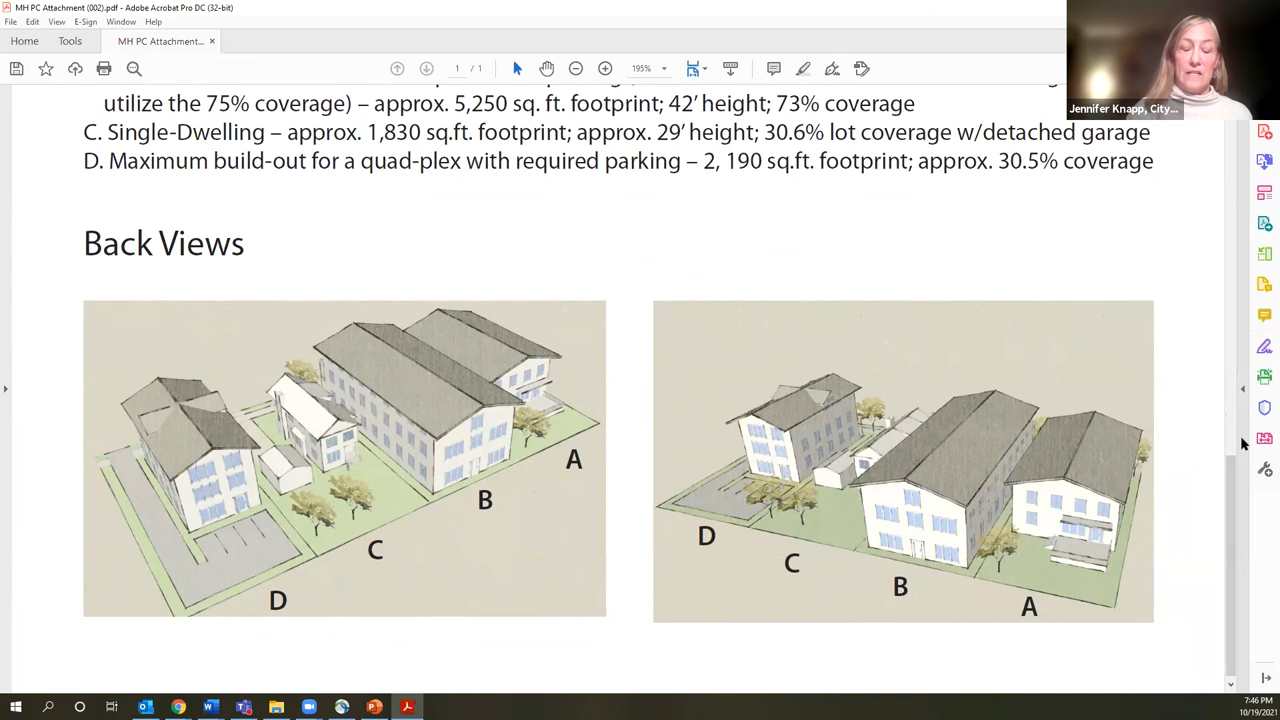 MH PC Attachment (002).pdf - Adobe Acrobat Pro DC (32-bit)
File Edit View E-Sign Window Help
Home Tools MH PC Attachment... ×
1 / 1 195%
Jennifer Knapp, City...
utilize the 75% coverage) – approx. 5,250 sq. ft. footprint; 42’ height; 73% coverage
C. Single-Dwelling – approx. 1,830 sq.ft. footprint; approx. 29’ height; 30.6% lot coverage w/detached garage
D. Maximum build-out for a quad-plex with required parking – 2, 190 sq.ft. footprint; approx. 30.5% coverage
Back Views
A
B
C
D
D
C
B
A
7:46 PM
10/19/2021